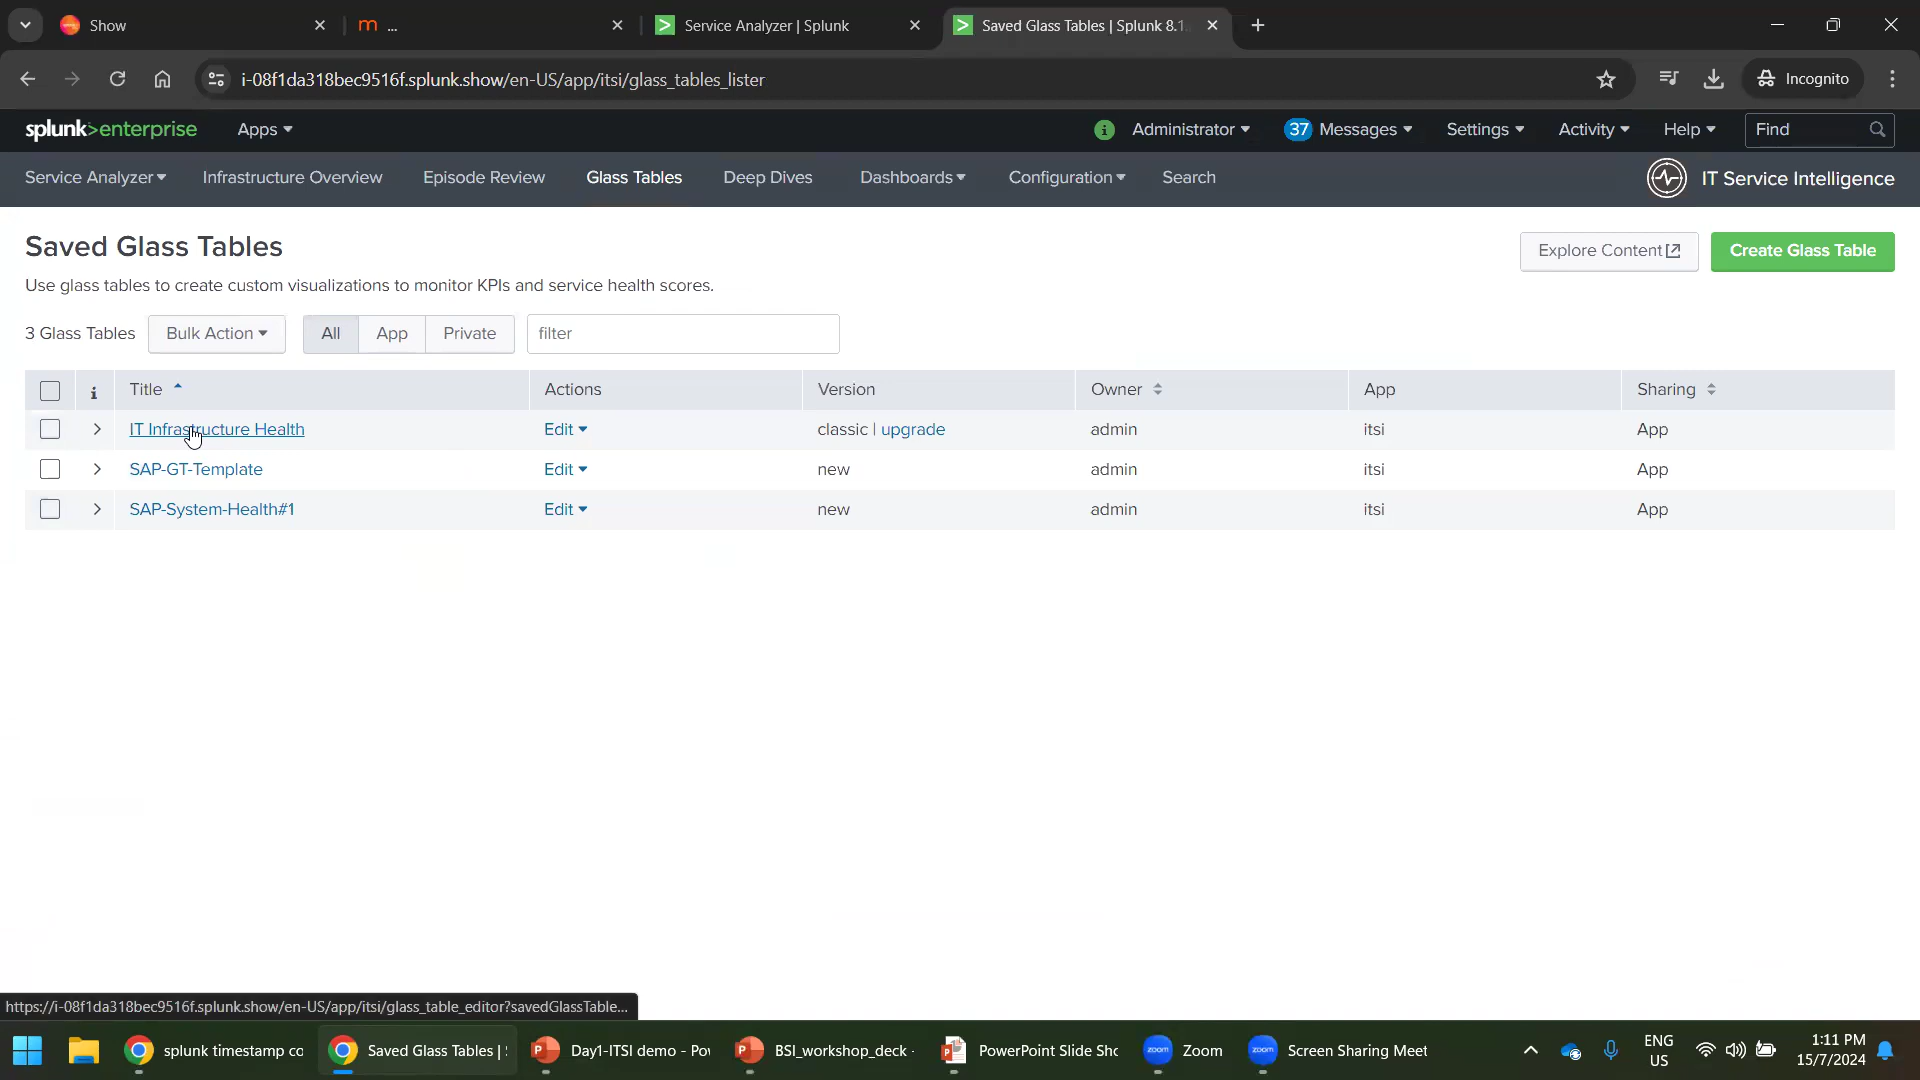 Show
m ...
Service Analyzer | Splunk
Saved Glass Tables | Splunk 8.1.
i-08f1da318bec9516f.splunk.show/en-US/app/itsi/glass_tables_lister
Incognito
splunk>enterprise
Apps
i
Administrator
37 Messages
Settings
Activity
Help
Find
Service Analyzer
Infrastructure Overview
Episode Review
Glass Tables
Deep Dives
Dashboards
Configuration
Search
IT Service Intelligence
Saved Glass Tables
Explore Content
Create Glass Table
Use glass tables to create custom visualizations to monitor KPIs and service health scores.
3 Glass Tables
Bulk Action
All
App
Private
filter
i Title Actions Version Owner App Sharing
IT Infrastructure Health Edit classic | upgrade admin itsi App
SAP-GT-Template Edit new admin itsi App
SAP-System-Health#1 Edit new admin itsi App
https://i-08f1da318bec9516f.splunk.show/en-US/app/itsi/glass_table_editor?savedGlassTable...
splunk timestamp co
Saved Glass Tables |
Day1-ITSI demo - Po
BSI_workshop_deck -
PowerPoint Slide Sho
zoom
Zoom
zoom
Screen Sharing Meet
ENG
US
1:11 PM
15/7/2024